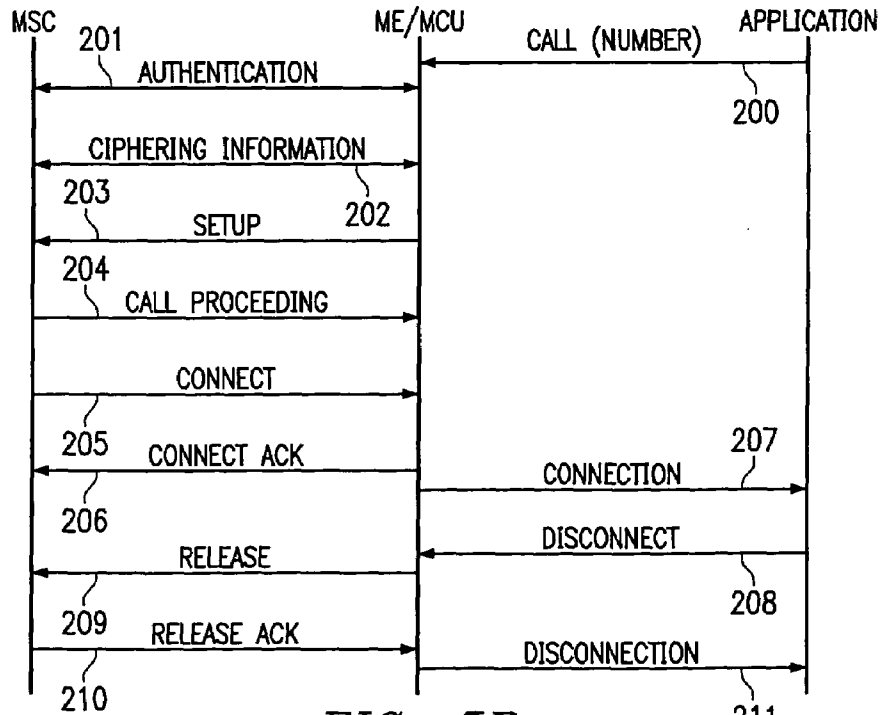 MSC ME/MCU APPLICATION
CALL (NUMBER)
200
201
AUTHENTICATION
CIPHERING INFORMATION
202
203
SETUP
204
CALL PROCEEDING
CONNECT
205
CONNECT ACK
206
207
CONNECTION
DISCONNECT
208
RELEASE
209
RELEASE ACK
210
DISCONNECTION
211